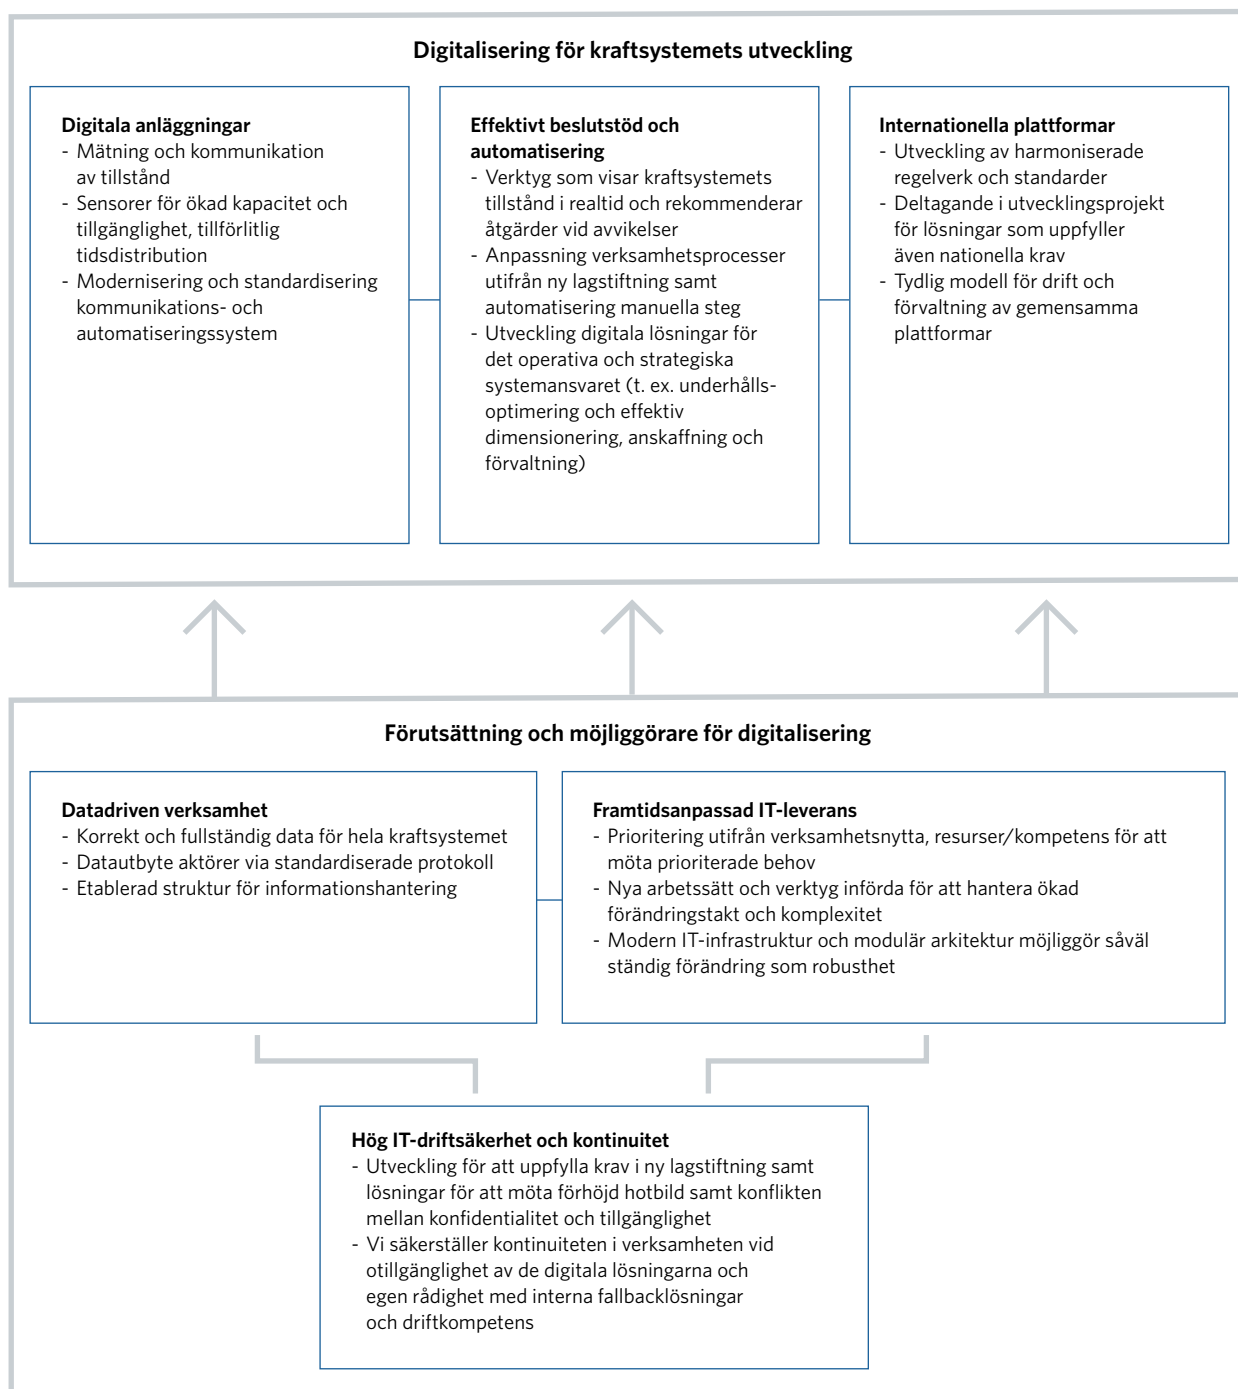 Digitalisering för kraftsystemets utveckling
Digitala anläggningar
- Mätning och kommunikation
av tillstånd
- Sensorer för ökad kapacitet och
tillgänglighet, tillförlitlig
tidsdistribution
- Modernisering och standardisering
kommunikations- och
automatiseringssystem
Effektivt beslutstöd och
automatisering
- Verktyg som visar kraftsystemets
tillstånd i realtid och rekommenderar
åtgärder vid avvikelser
- Anpassning verksamhetsprocesser
utifrån ny lagstiftning samt
automatisering manuella steg
- Utveckling digitala lösningar för
det operativa och strategiska
systemansvaret (t. ex. underhålls-
optimering och effektiv
dimensionering, anskaffning och
förvaltning)
Internationella plattformar
- Utveckling av harmoniserade
regelverk och standarder
- Deltagande i utvecklingsprojekt
för lösningar som uppfyller
även nationella krav
- Tydlig modell för drift och
förvaltning av gemensamma
plattformar
Förutsättning och möjliggörare för digitalisering
Datadriven verksamhet
- Korrekt och fullständig data för hela kraftsystemet
- Datautbyte aktörer via standardiserade protokoll
- Etablerad struktur för informationshantering
Framtidsanpassad IT-leverans
- Prioritering utifrån verksamhetsnytta, resurser/kompetens för att
möta prioriterade behov
- Nya arbetssätt och verktyg införda för att hantera ökad
förändringstakt och komplexitet
- Modern IT-infrastruktur och modulär arkitektur möjliggör såväl
ständig förändring som robusthet
Hög IT-driftsäkerhet och kontinuitet
- Utveckling för att uppfylla krav i ny lagstiftning samt
lösningar för att möta förhöjd hotbild samt konflikten
mellan konfidentialitet och tillgänglighet
- Vi säkerställer kontinuiteten i verksamheten vid
otillgänglighet av de digitala lösningarna och
egen rådighet med interna fallbacklösningar
och driftkompetens